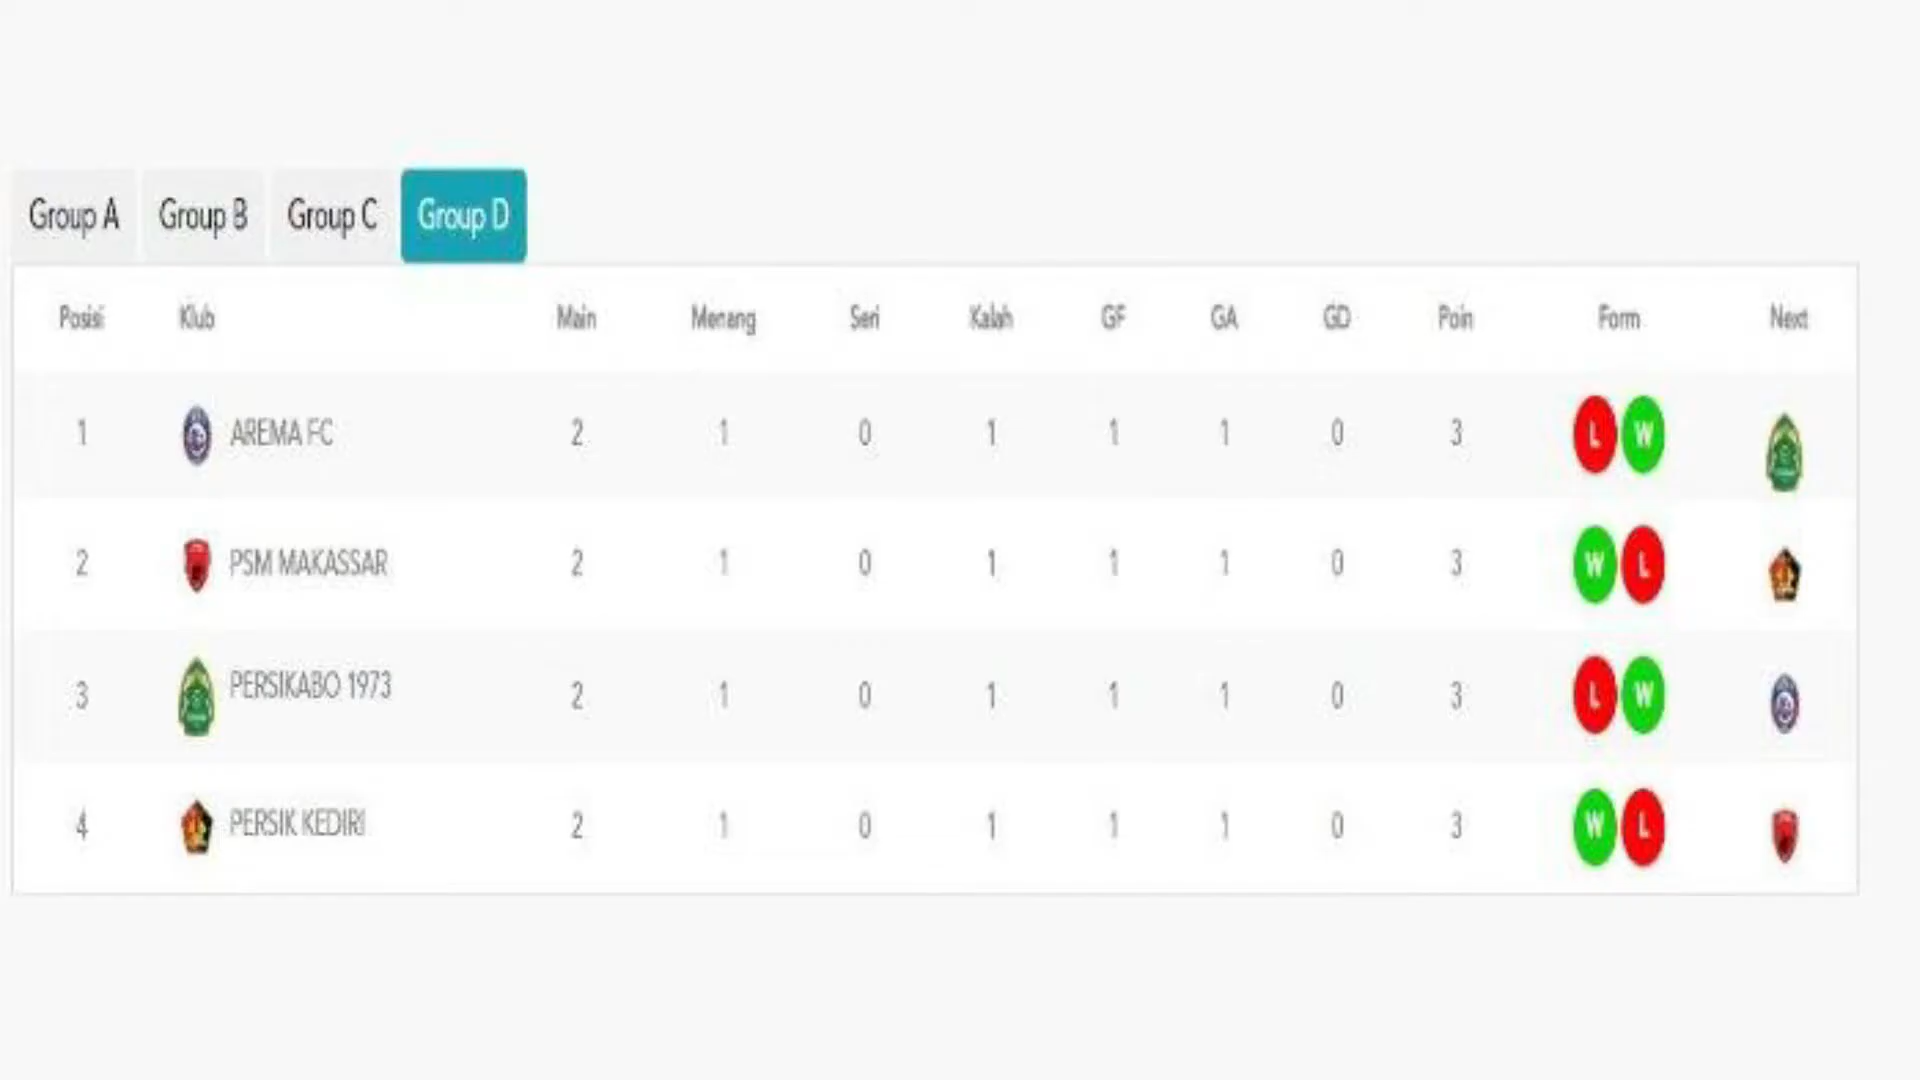 Group A Group B Group C Group D
Posisi Klub Main Menang Seri Kalah GF GA GD Poin Form Next
1 AREMA FC 2 1 0 1 1 1 0 3 L W
2 PSM MAKASSAR 2 1 0 1 1 1 0 3 W L
3 PERSIKABO 1973 2 1 0 1 1 1 0 3 L W
4 PERSIK KEDIRI 2 1 0 1 1 1 0 3 W L